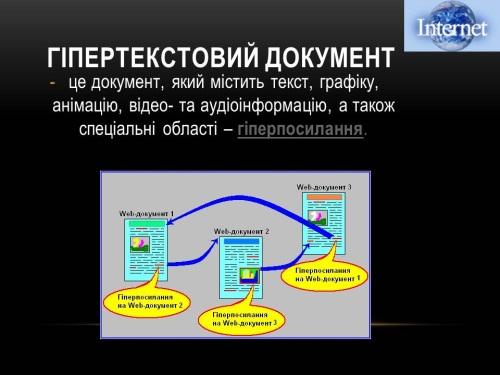 Internet
ГІПЕРТЕКСТОВИЙ ДОКУМЕНТ
- це документ, який містить текст, графіку,
анімацію, відео- та аудіоінформацію, а також
спеціальні області – гіперпосилання.
Web-документ 3
Web-документ 1
Web-документ 2
Гіперпосилання
на Web-документ 1
Гіперпосилання
на Web-документ 2
Гіперпосилання
на Web-документ 3